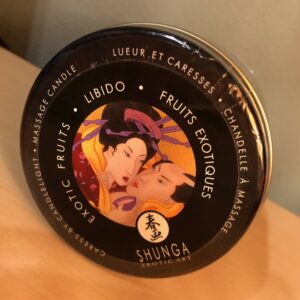 LUEUR ET CARESSES • CHANDELLE À MASSAGE
CARESS BY CANDLELIGHT • MASSAGE CANDLE
EXOTIC FRUITS • LIBIDO • FRUITS EXOTIQUES
春画
SHUNGA
EROTIC ART